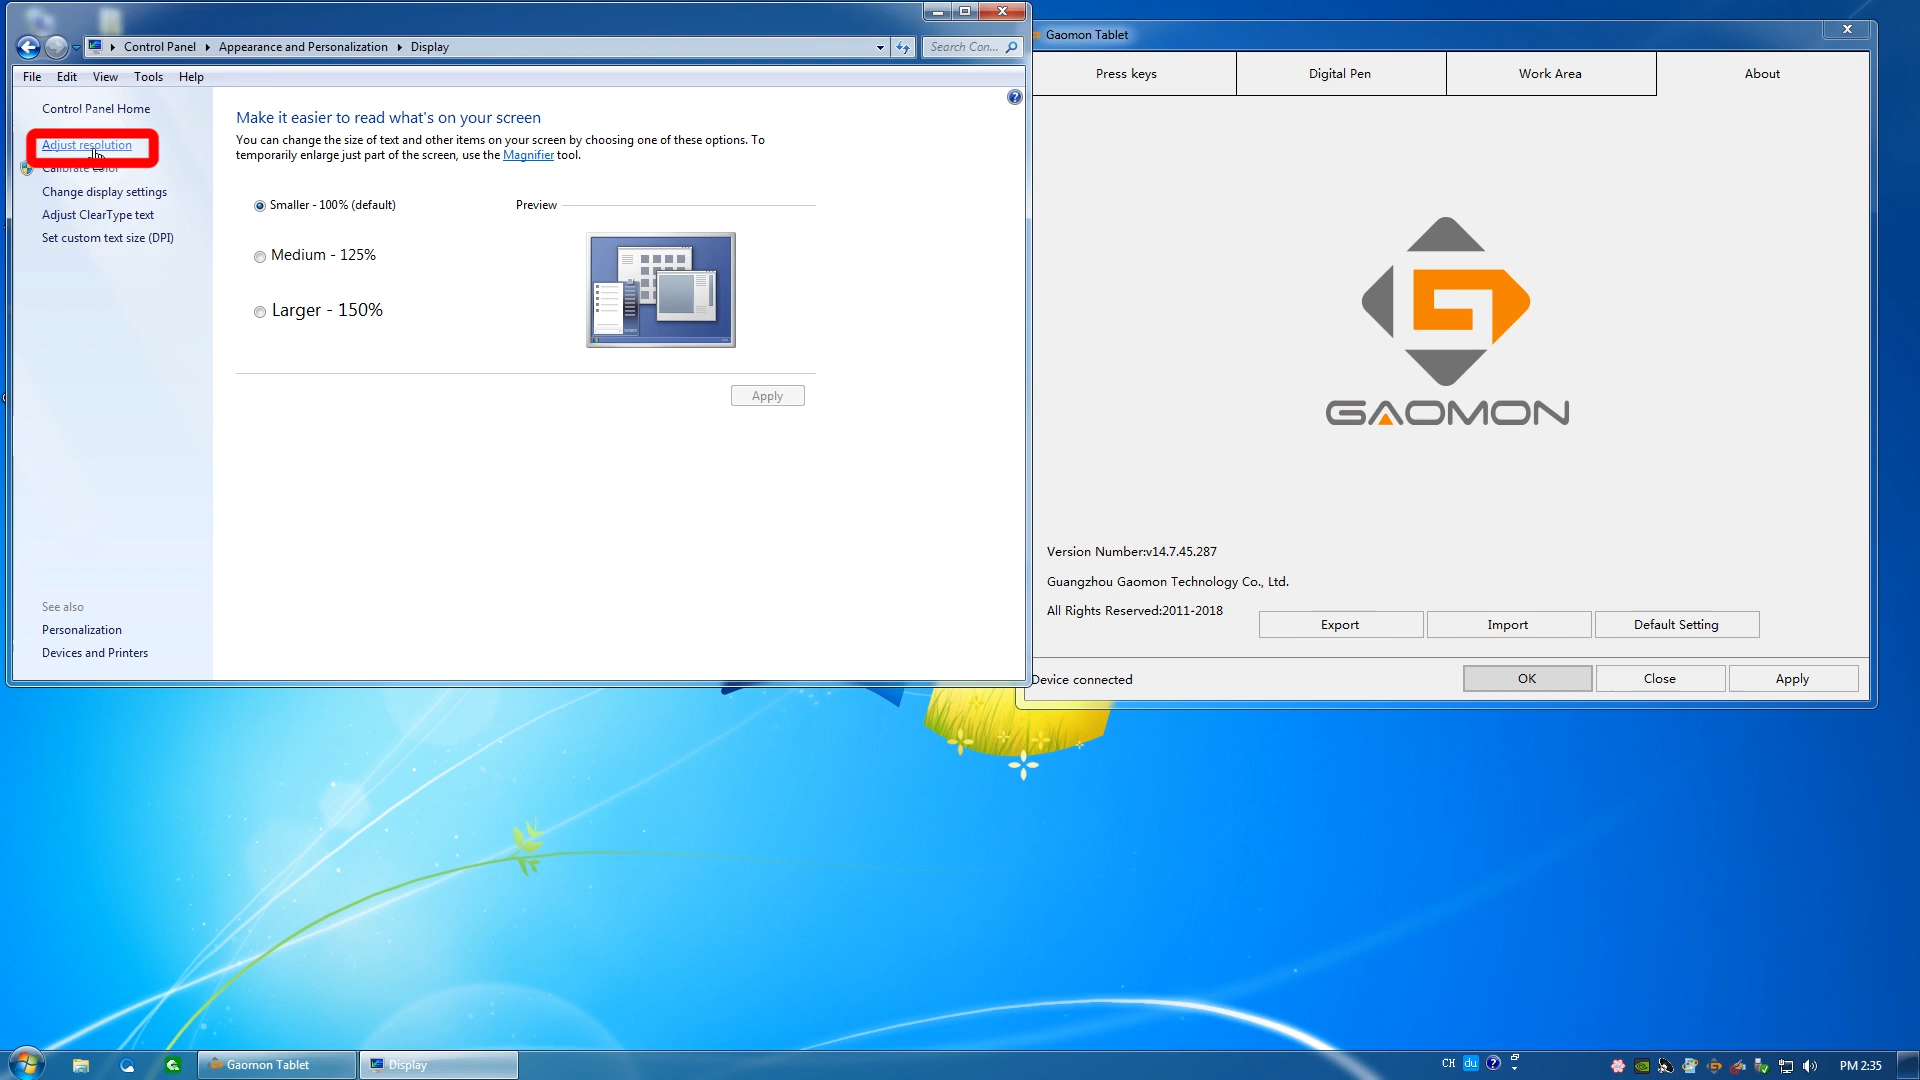 Control Panel ▸ Appearance and Personalization ▸ Display
Search Con...
File Edit View Tools Help
Control Panel Home
Adjust resolution
Calibrate color
Change display settings
Adjust ClearType text
Set custom text size (DPI)
See also
Personalization
Devices and Printers
Make it easier to read what's on your screen
You can change the size of text and other items on your screen by choosing one of these options. To
temporarily enlarge just part of the screen, use the Magnifier tool.
Smaller - 100% (default)
Preview
Medium - 125%
Larger - 150%
Apply
Gaomon Tablet
Press keys
Digital Pen
Work Area
About
GAOMON
Version Number:v14.7.45.287
Guangzhou Gaomon Technology Co., Ltd.
All Rights Reserved:2011-2018
Export
Import
Default Setting
Device connected
OK
Close
Apply
Gaomon Tablet
Display
CH
du
PM 2:35